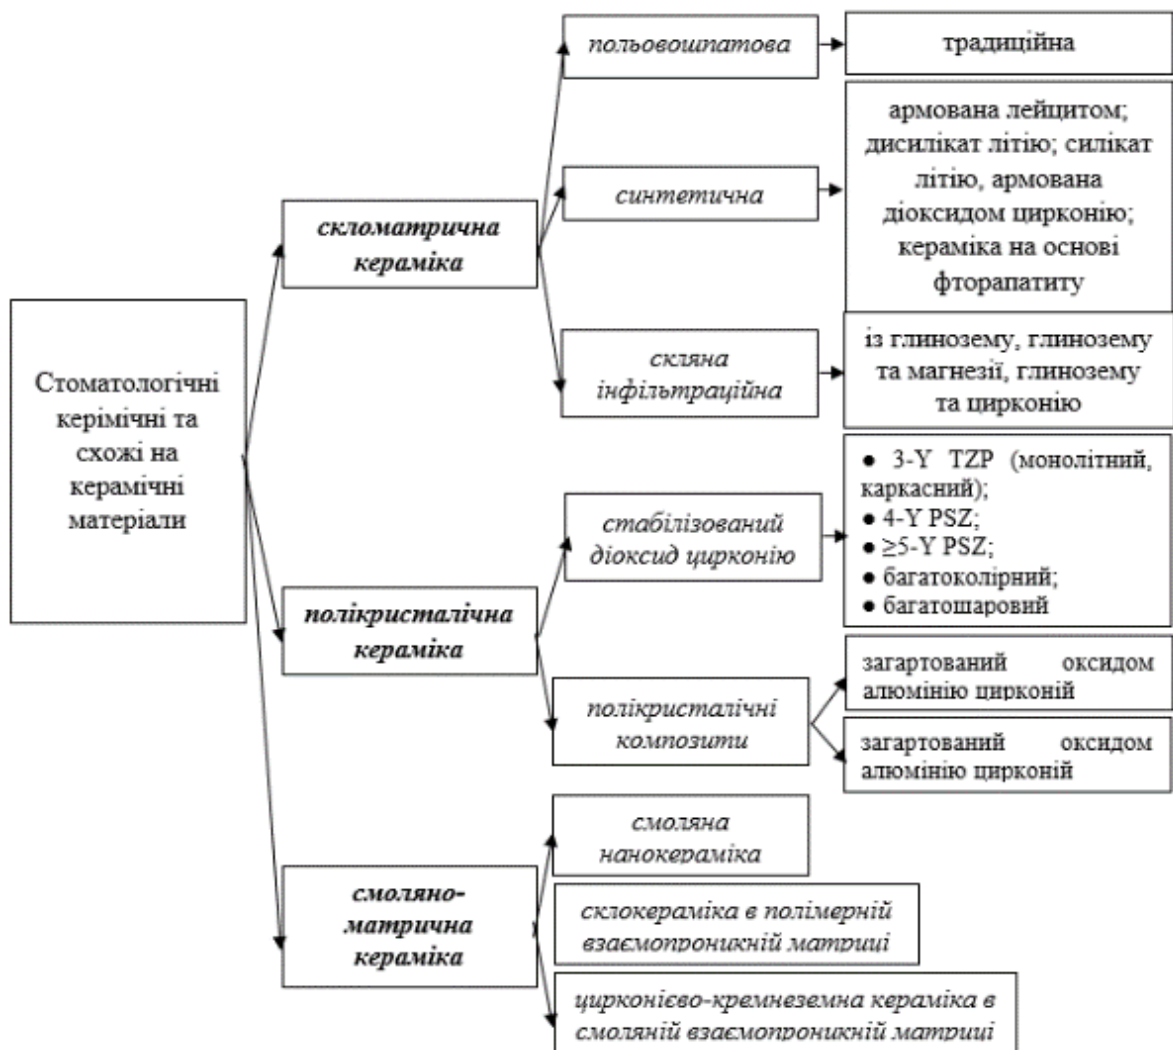 Стоматологічні
керімічні та
схожі на
керамічні
матеріали
скломатрична
кераміка
польовошпатова
традиційна
синтетична
армована лейцитом;
дисилікат літію; силікат
літію, армована
діоксидом цирконію;
кераміка на основі
фторапатиту
скляна
інфільтраційна
із глинозему, глинозему
та магнезії, глинозему
та цирконію
полікристалічна
кераміка
стабілізований
діоксид цирконію
● 3-Y TZP (монолітний,
каркасний);
● 4-Y PSZ;
● ≥5-Y PSZ;
● багатоколірний;
● багатошаровий
полікристалічні
композити
загартований оксидом
алюмінію цирконій
загартований оксидом
алюмінію цирконій
смоляно-
матрична
кераміка
смоляна
нанокераміка
склокераміка в полімерній
взаємопроникній матриці
цирконієво-кремнеземна кераміка в
смоляній взаємопроникній матриці